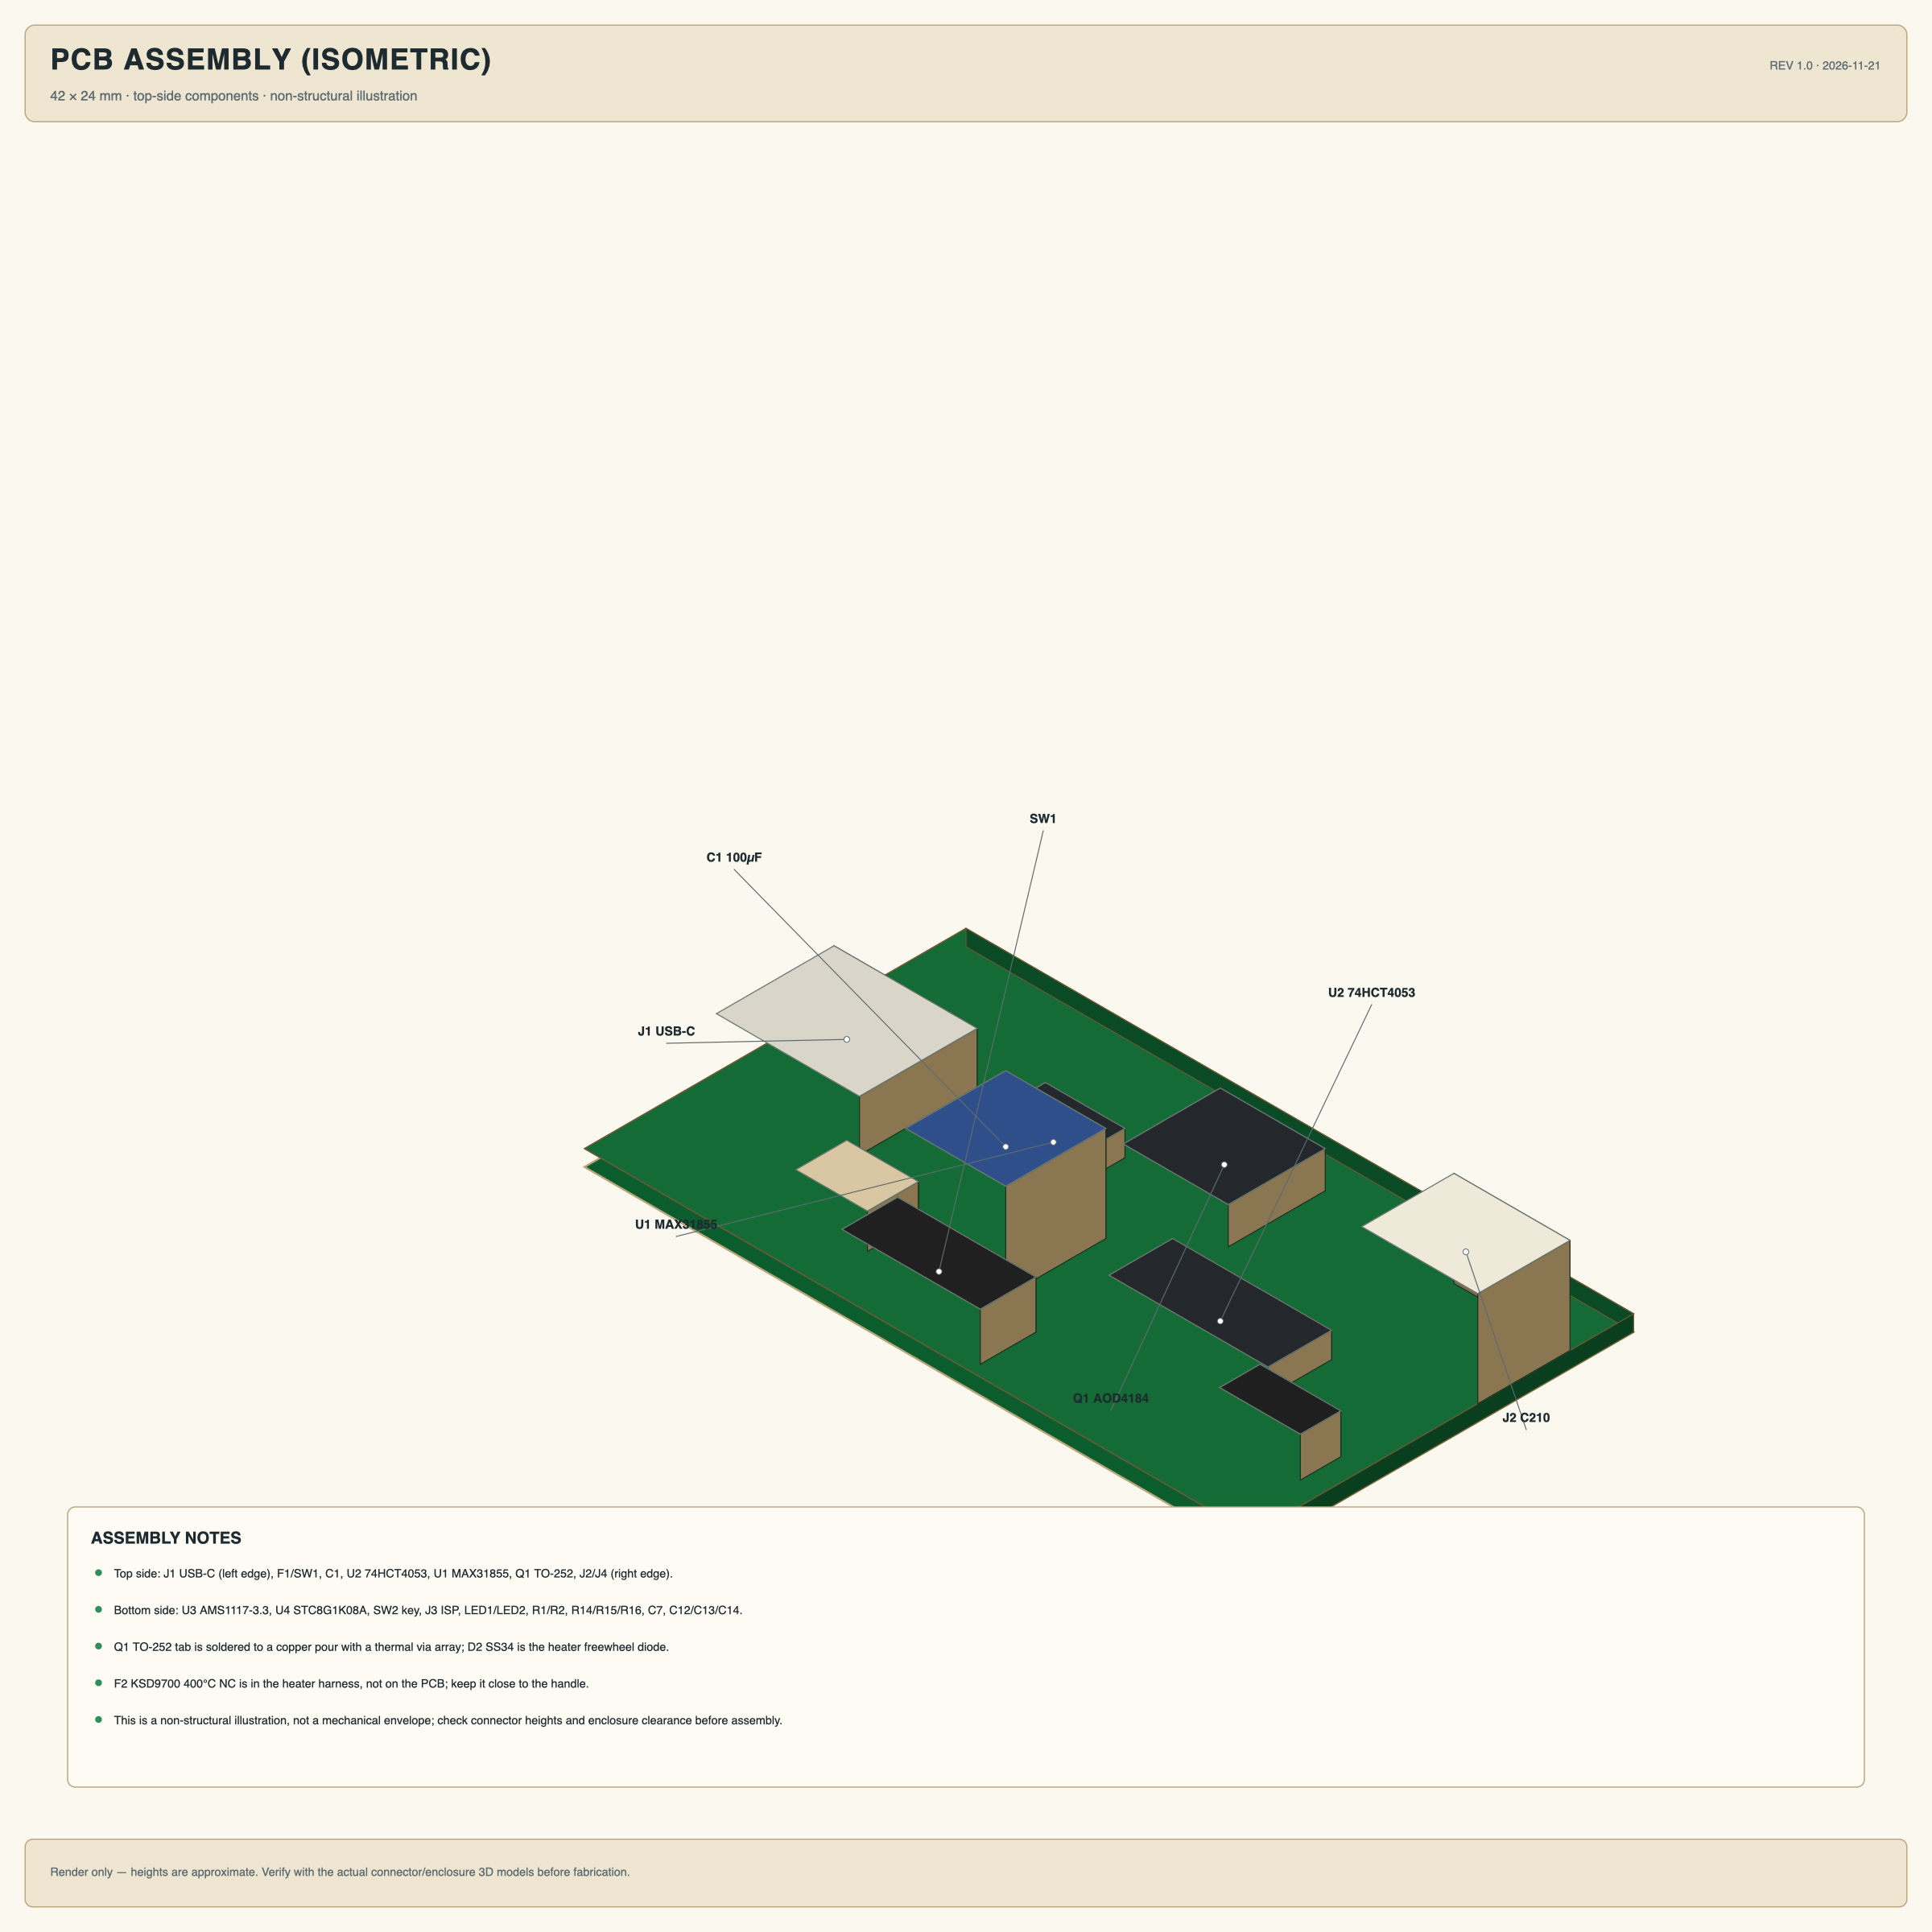 PCB ASSEMBLY (ISOMETRIC)
REV 1.0 · 2026-11-21
42 × 24 mm · top-side components · non-structural illustration
SW1
C1 100µF
U2 74HCT4053
J1 USB-C
U1 MAX31855
Q1 AOD4184
J2 C210
ASSEMBLY NOTES
Top side: J1 USB-C (left edge), F1/SW1, C1, U2 74HCT4053, U1 MAX31855, Q1 TO-252, J2/J4 (right edge).
Bottom side: U3 AMS1117-3.3, U4 STC8G1K08A, SW2 key, J3 ISP, LED1/LED2, R1/R2, R14/R15/R16, C7, C12/C13/C14.
Q1 TO-252 tab is soldered to a copper pour with a thermal via array; D2 SS34 is the heater freewheel diode.
F2 KSD9700 400°C NC is in the heater harness, not on the PCB; keep it close to the handle.
This is a non-structural illustration, not a mechanical envelope; check connector heights and enclosure clearance before assembly.
Render only — heights are approximate. Verify with the actual connector/enclosure 3D models before fabrication.